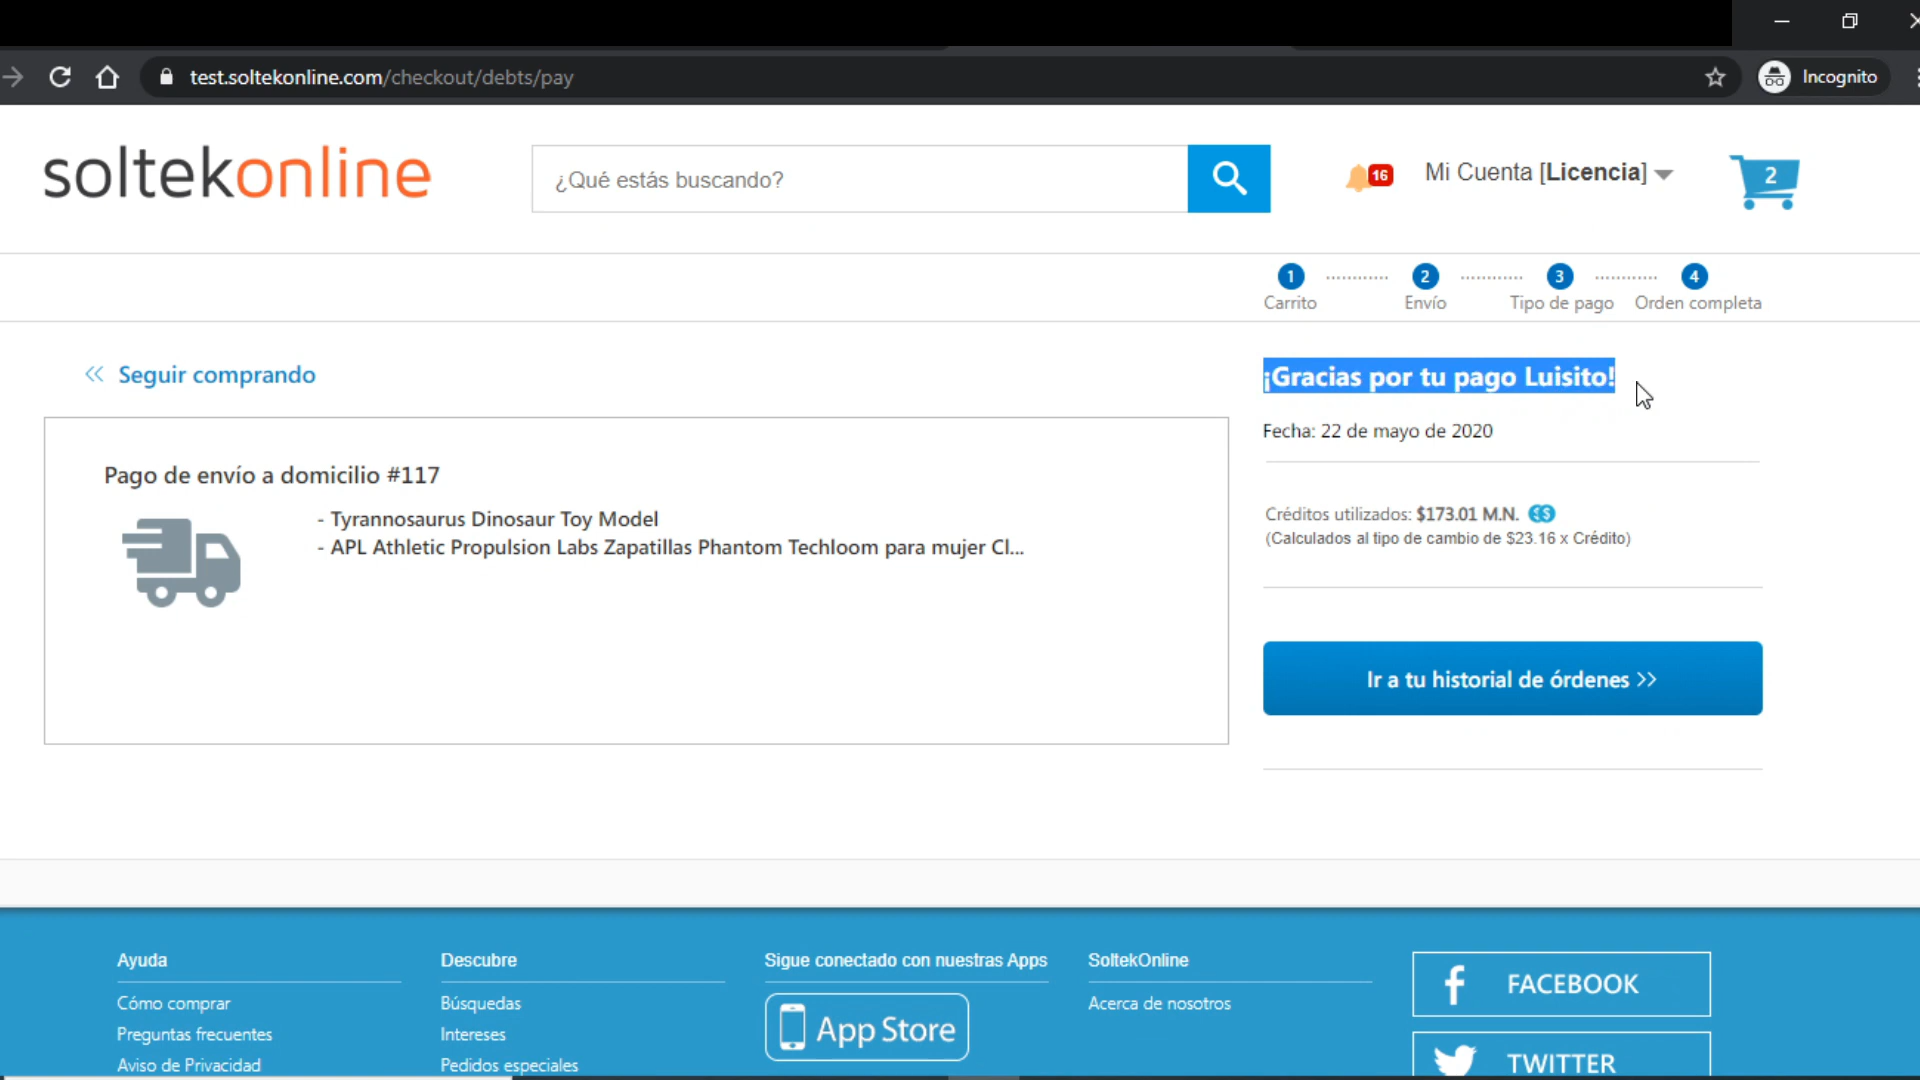 test.soltekonline.com/checkout/debts/pay
Incognito
soltekonline
¿Qué estás buscando?
16
Mi Cuenta [Licencia]
2
1
2
3
4
Carrito
Envío
Tipo de pago
Orden completa
Seguir comprando
¡Gracias por tu pago Luisito!
Fecha: 22 de mayo de 2020
Pago de envío a domicilio #117
- Tyrannosaurus Dinosaur Toy Model
- APL Athletic Propulsion Labs Zapatillas Phantom Techloom para mujer Cl...
Créditos utilizados: $173.01 M.N.
(Calculados al tipo de cambio de $23.16 x Crédito)
Ir a tu historial de órdenes >>
Ayuda
Cómo comprar
Preguntas frecuentes
Aviso de Privacidad
Descubre
Búsquedas
Intereses
Pedidos especiales
Sigue conectado con nuestras Apps
App Store
SoltekOnline
Acerca de nosotros
FACEBOOK
TWITTER